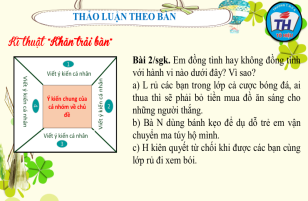 THẢO LUẬN THEO BÀN
TH
Kĩ thuật "Khăn trải bàn"
1
Viết ý kiến cá nhân
Viết ý kiến cá nhân
4
Ý kiến chung của
cả nhóm về chủ
đề
2
Viết ý kiến cá nhân
Viết ý kiến cá nhân
3
Bài 2/sgk. Em đồng tình hay không đồng tình
với hành vi nào dưới đây? Vì sao?
a) L rủ các bạn trong lớp cá cược bóng đá, ai
thua thì sẽ phải bỏ tiền mua đồ ăn sáng cho
những người thắng.
b) Bà N dùng bánh kẹo để dụ dỗ trẻ em vận
chuyển ma túy hộ mình.
c) H kiên quyết từ chối khi được các bạn cùng
lớp rủ đi xem bói.